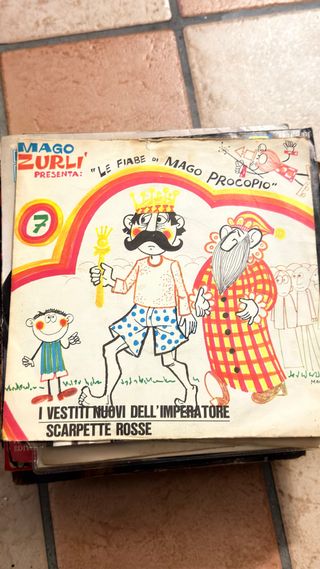 MAGO
ZURLI'
PRESENTA:
"LE FIABE DI MAGO PROCOPIO"
7
I VESTITI NUOVI DELL'IMPERATORE
SCARPETTE ROSSE